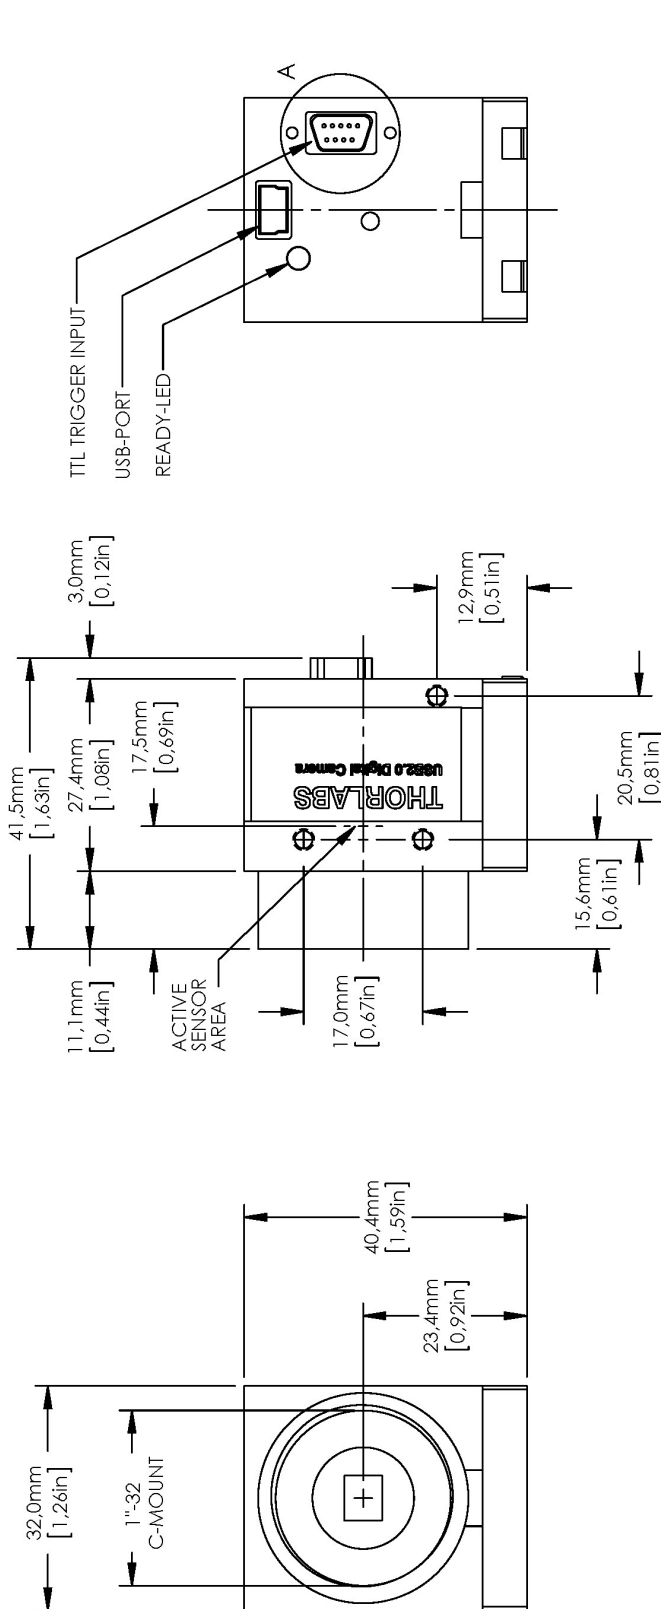 32,0mm
[1,26in]
1"-32
C-MOUNT
40,4mm
[1,59in]
23,4mm
[0,92in]
41,5mm
[1,63in]
11,1mm
[0,44in]
27,4mm
[1,08in]
3,0mm
[0,12in]
17,5mm
[0,69in]
ACTIVE
SENSOR
AREA
17,0mm
[0,67in]
THORLABS
USB2.0 Digital Camera
12,9mm
[0,51in]
15,6mm
[0,61in]
20,5mm
[0,81in]
TTL TRIGGER INPUT
USB-PORT
READY-LED
A